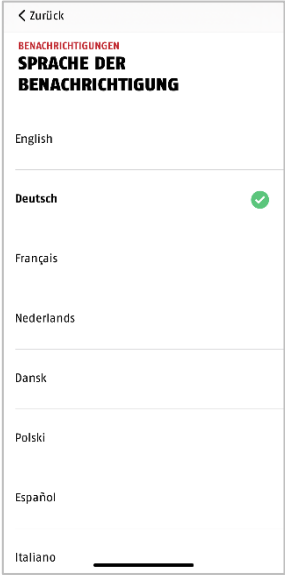 Zurück
BENACHRICHTIGUNGEN
SPRACHE DER
BENACHRICHTIGUNG
English
Deutsch
Français
Nederlands
Dansk
Polski
Español
Italiano